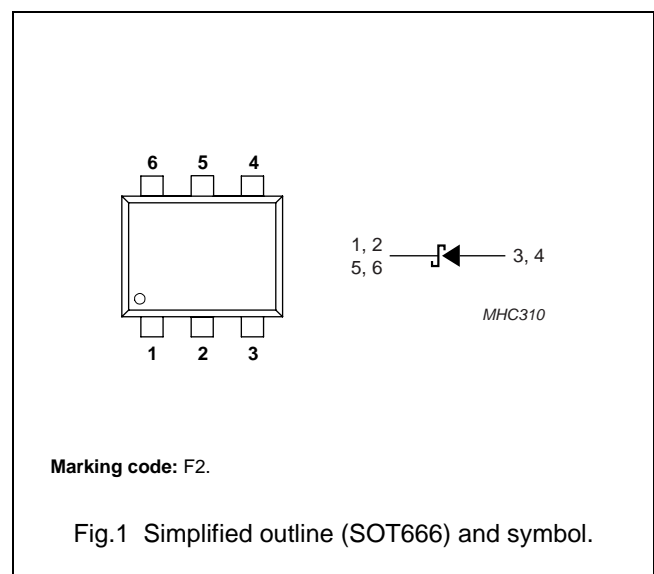 6 5 4
1, 2
5, 6
3, 4
MHC310
1 2 3
Marking code: F2.
Fig.1 Simplified outline (SOT666) and symbol.